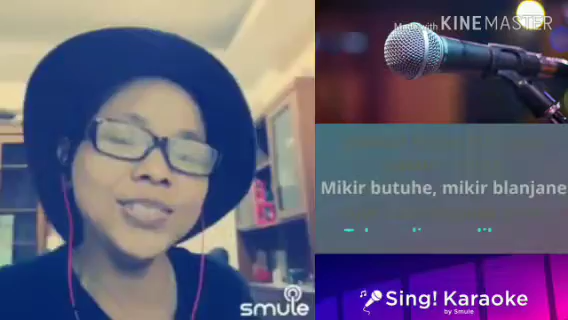 Made with KINEMASTER
Mikir butuhe, mikir blanjane
smule
Sing! Karaoke
by Smule